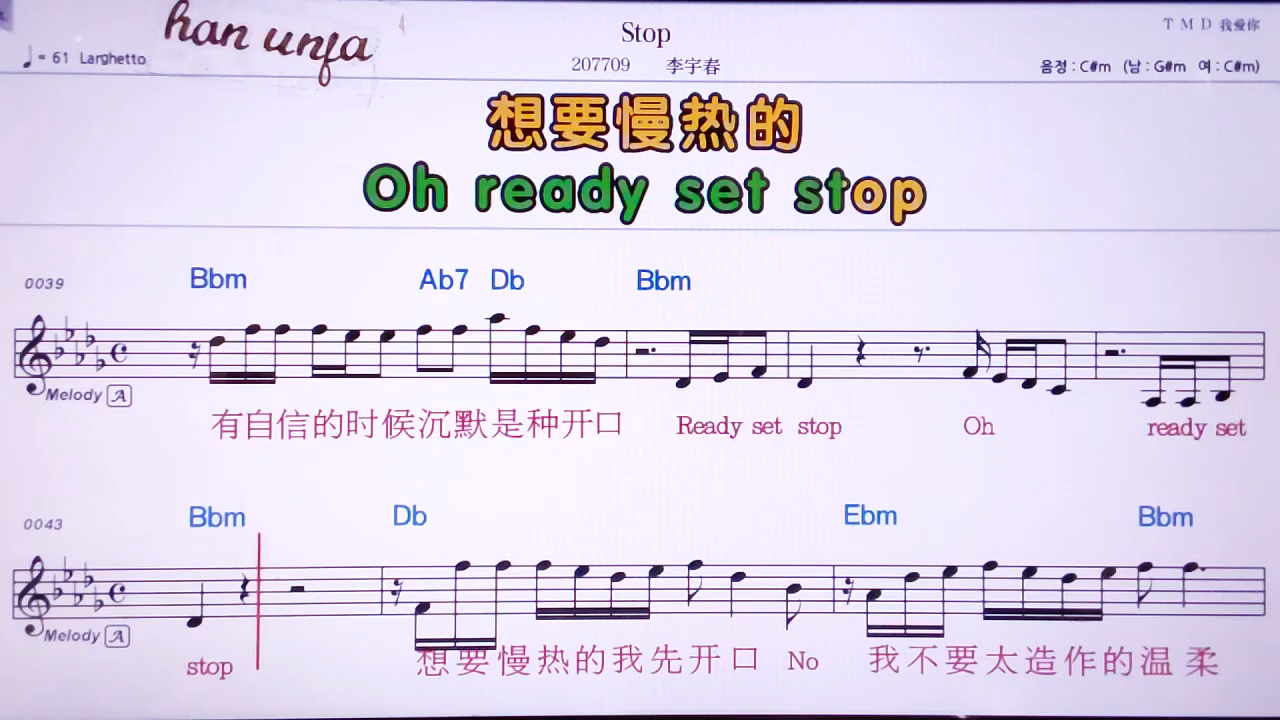 han unfa
Stop
T M D 我爱你
♩= 61 Larghetto
207709 李宇春
음정 : C#m (남 : G#m 여 : C#m)
想要慢热的
Oh ready set stop
0039
Bbm Ab7 Db Bbm
Melody A
有自信的时候沉默是种开口 Ready set stop Oh ready set
0043
Bbm Db Ebm Bbm
Melody A
stop 想要慢热的我先开口 No 我不要太造作的温柔